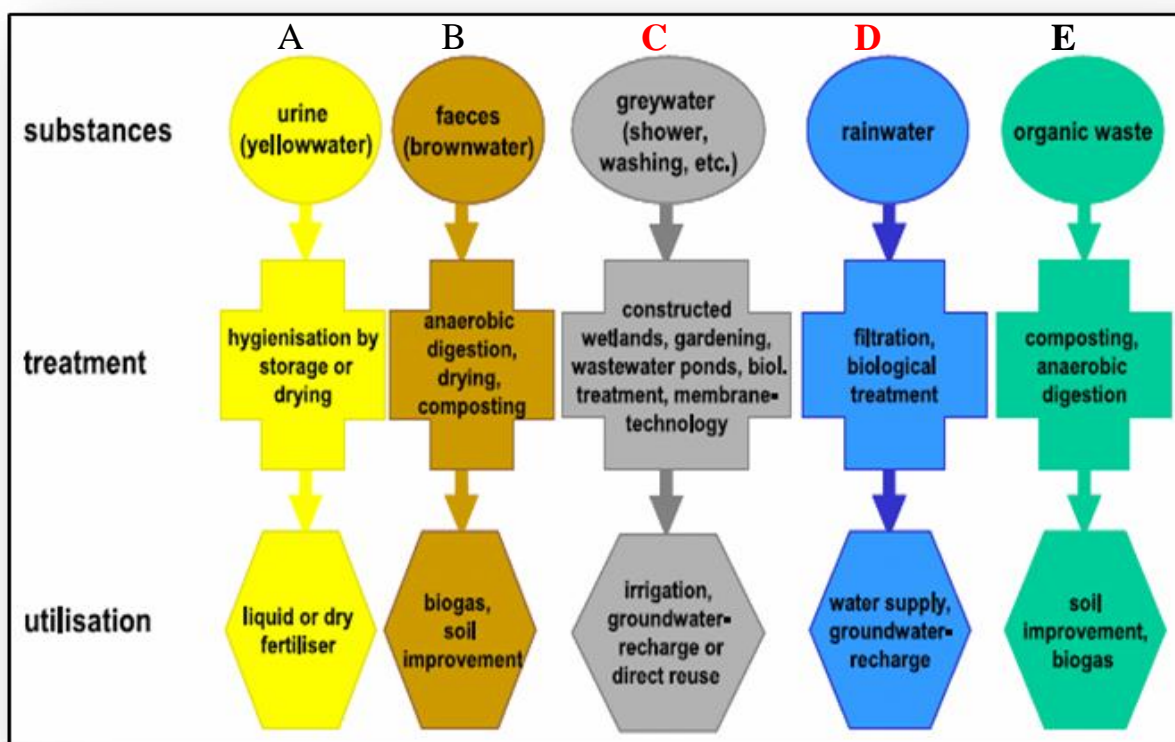 A B C D E
substances
urine
(yellowwater)
faeces
(brownwater)
greywater
(shower,
washing, etc.)
rainwater
organic waste
treatment
hygienisation by
storage or
drying
anaerobic
digestion,
drying,
composting
constructed
wetlands, gardening,
wastewater ponds, biol.
treatment, membrane-
technology
filtration,
biological
treatment
composting,
anaerobic
digestion
utilisation
liquid or dry
fertiliser
biogas,
soil
improvement
irrigation,
groundwater-
recharge or
direct reuse
water supply,
groundwater-
recharge
soil
improvement,
biogas